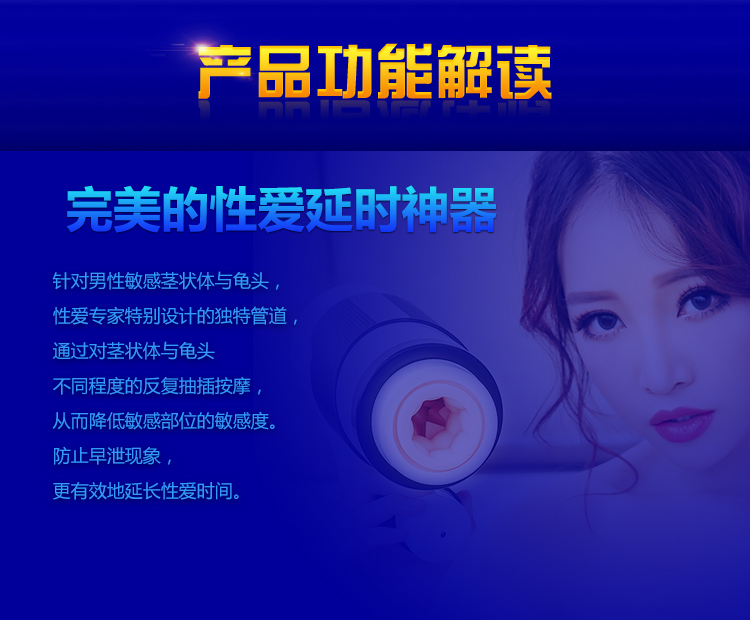 产品功能解读
完美的性爱延时神器
针对男性敏感茎状体与龟头，
性爱专家特别设计的独特管道，
通过对茎状体与龟头
不同程度的反复抽插按摩，
从而降低敏感部位的敏感度。
防止早泄现象，
更有效地延长性爱时间。